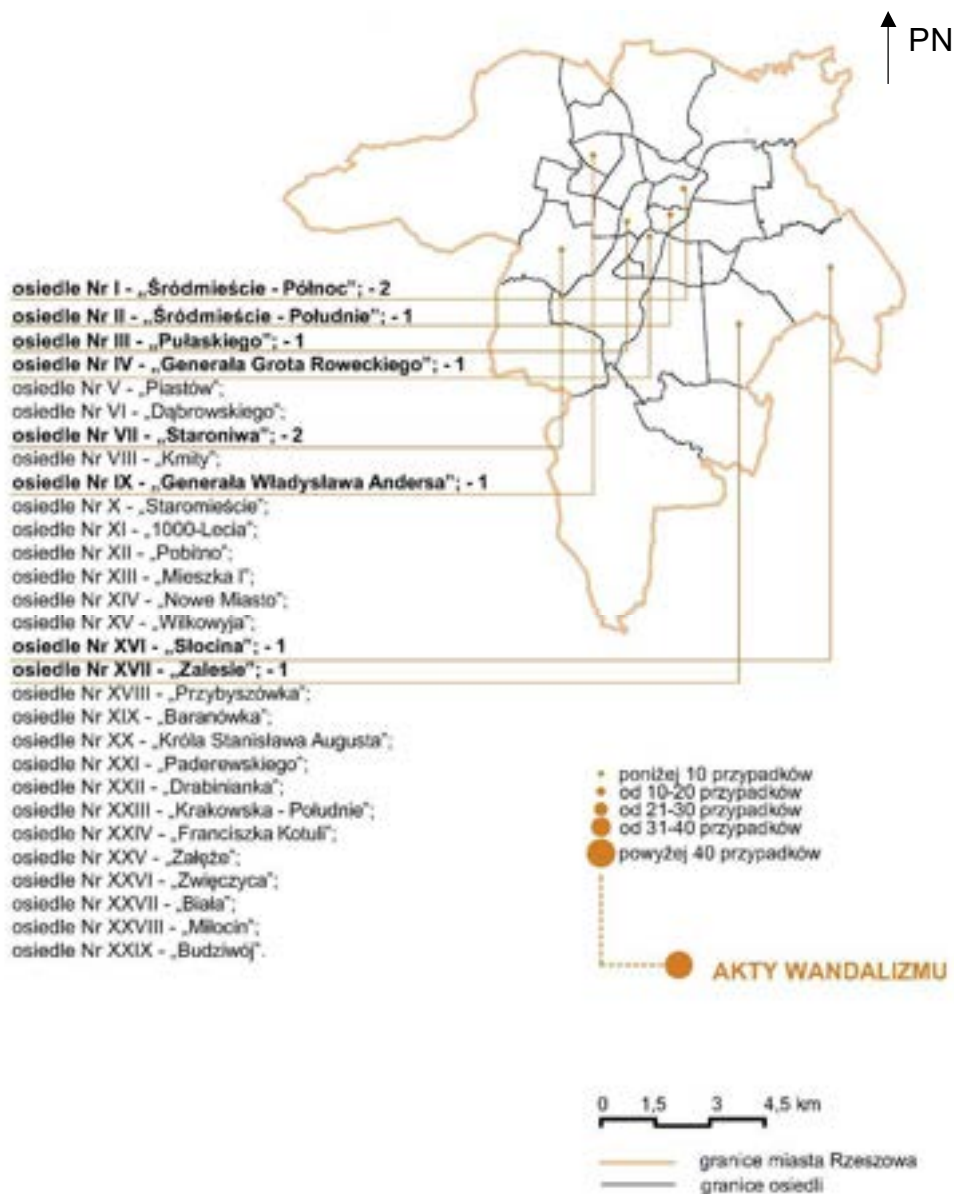 PN
osiedle Nr I - „Śródmieście - Północ"; - 2
osiedle Nr II - „Śródmieście - Południe"; - 1
osiedle Nr III - „Pułaskiego"; - 1
osiedle Nr IV - „Generała Grota Roweckiego"; - 1
osiedle Nr V - „Piastów";
osiedle Nr VI - „Dąbrowskiego";
osiedle Nr VII - „Staroniwa"; - 2
osiedle Nr VIII - „Kmity";
osiedle Nr IX - „Generała Władysława Andersa"; - 1
osiedle Nr X - „Staromieście";
osiedle Nr XI - „1000-Lecia";
osiedle Nr XII - „Pobitno";
osiedle Nr XIII - „Mieszka I";
osiedle Nr XIV - „Nowe Miasto";
osiedle Nr XV - „Wilkowyja";
osiedle Nr XVI - „Słocina"; - 1
osiedle Nr XVII - „Zalesie"; - 1
osiedle Nr XVIII - „Przybyszówka";
osiedle Nr XIX - „Baranówka";
osiedle Nr XX - „Króla Stanisława Augusta";
osiedle Nr XXI - „Paderewskiego";
osiedle Nr XXII - „Drabinianka";
osiedle Nr XXIII - „Krakowska - Południe";
osiedle Nr XXIV - „Franciszka Kotuli";
osiedle Nr XXV - „Załęże";
osiedle Nr XXVI - „Zwięczyca";
osiedle Nr XXVII - „Biała";
osiedle Nr XXVIII - „Miłocin";
osiedle Nr XXIX - „Budziwój".
poniżej 10 przypadków
od 10-20 przypadków
od 21-30 przypadków
od 31-40 przypadków
powyżej 40 przypadków
AKTY WANDALIZMU
0 1,5 3 4,5 km
granice miasta Rzeszowa
granice osiedli